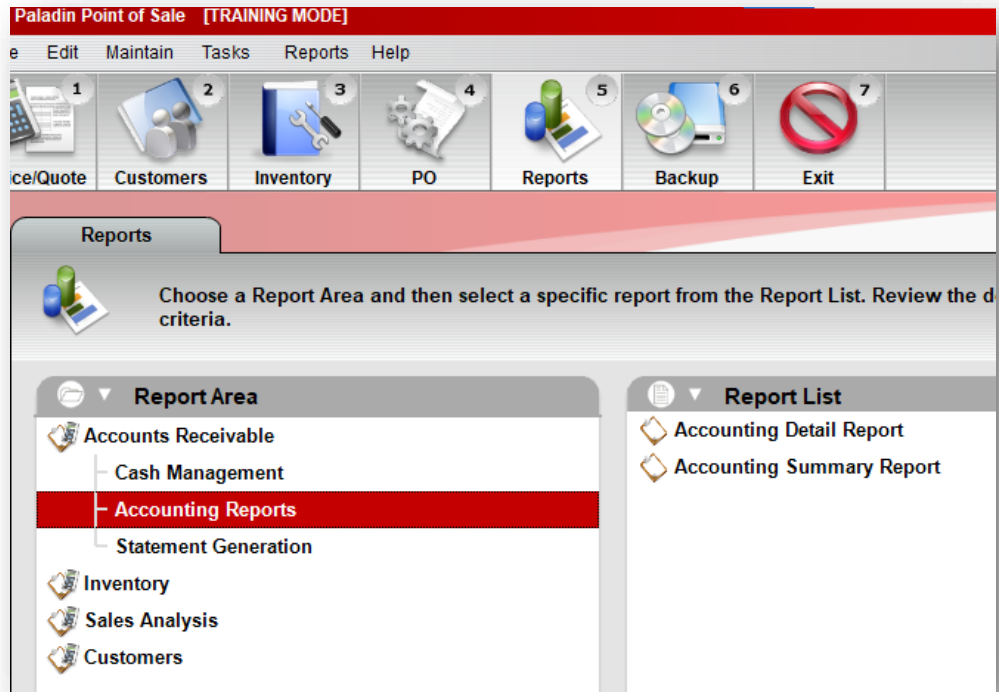 Paladin Point of Sale [TRAINING MODE]
e Edit Maintain Tasks Reports Help
1 2 3 4 5 6 7
ice/Quote Customers Inventory PO Reports Backup Exit
Reports
Choose a Report Area and then select a specific report from the Report List. Review the d
criteria.
Report Area
Accounts Receivable
Cash Management
Accounting Reports
Statement Generation
Inventory
Sales Analysis
Customers
Report List
Accounting Detail Report
Accounting Summary Report